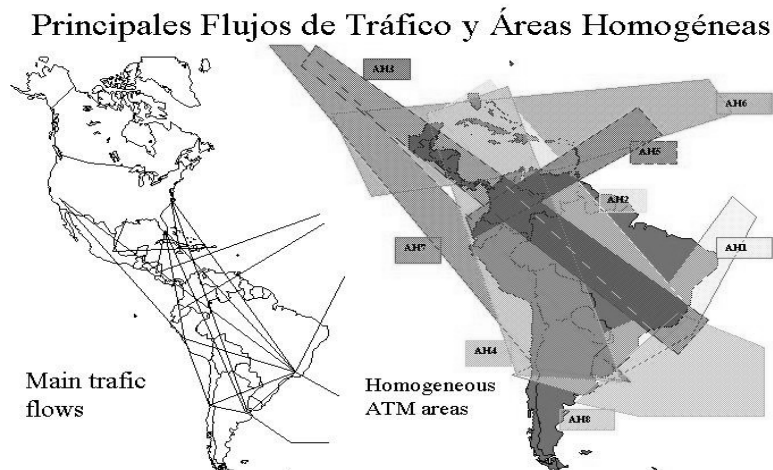 Principales Flujos de Tráfico y Áreas Homogéneas
AH3
AH6
AH5
AH2
AH7
AH1
AH4
Main trafic
flows
Homogeneous
ATM areas
AH8